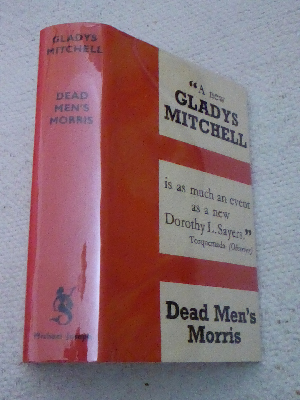 GLADYS
MITCHELL
DEAD
MEN'S
MORRIS
"A new
GLADYS
MITCHELL
is as much an event
as a new
Dorothy L. Sayers."
Torquemada (Observer)
Dead Men's
Morris